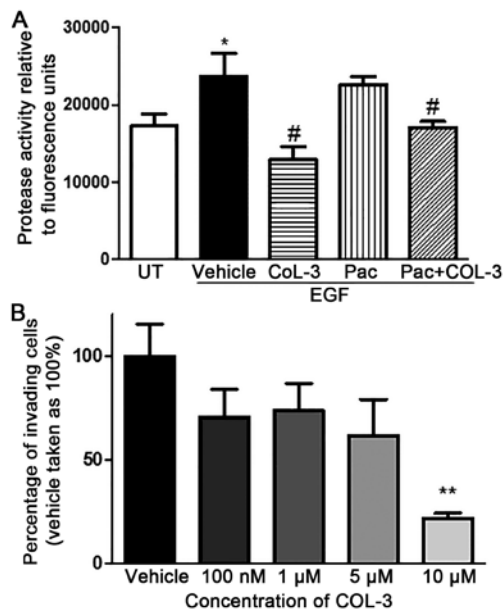 A
Protease activity relative
to fluorescence units
30000
20000
10000
0
*
#
#
UT
Vehicle
CoL-3
Pac
Pac+COL-3
EGF
B
Percentage of invading cells
(vehicle taken as 100%)
100
50
0
**
Vehicle
100 nM
1 µM
5 µM
10 µM
Concentration of COL-3